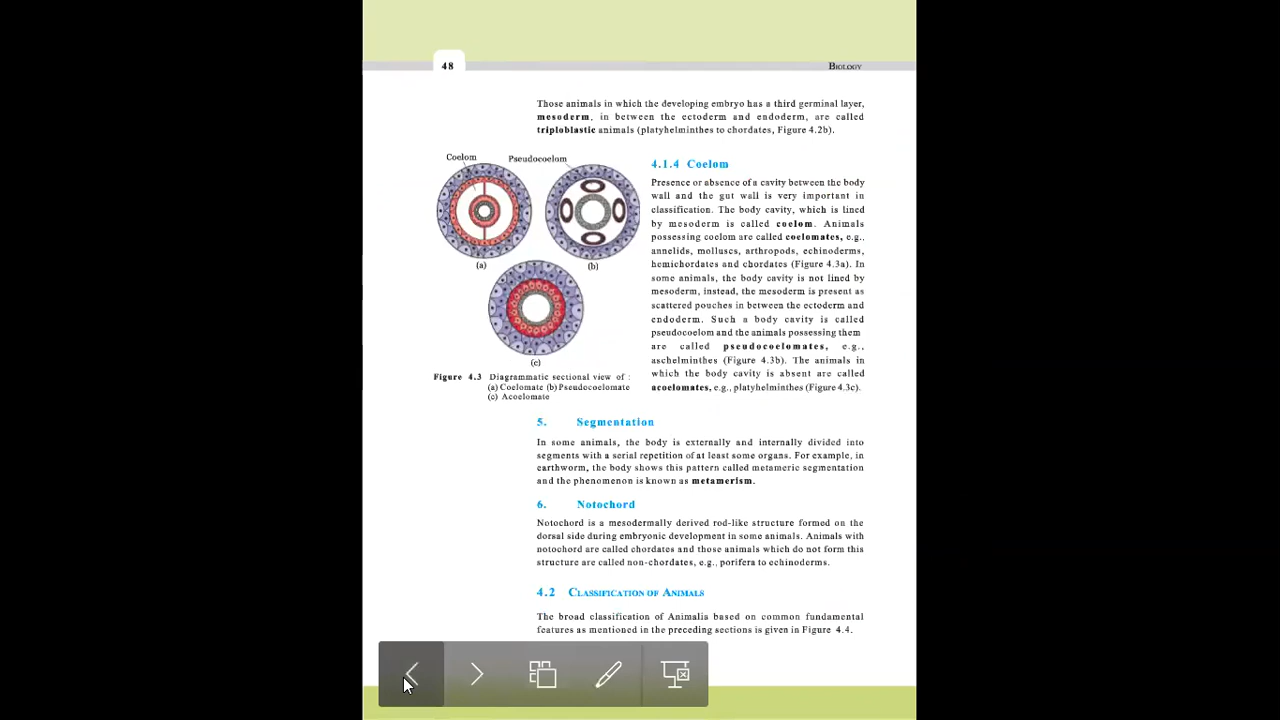 48
BIOLOGY
Those animals in which the developing embryo has a third germinal layer,
mesoderm, in between the ectoderm and endoderm, are called
triploblastic animals (platyhelminthes to chordates, Figure 4.2b).
Coelom
Pseudocoelom
(a)
(b)
(c)
Figure 4.3 Diagrammatic sectional view of :
(a) Coelomate (b) Pseudocoelomate
(c) Acoelomate
4.1.4 Coelom
Presence or absence of a cavity between the body
wall and the gut wall is very important in
classification. The body cavity, which is lined
by mesoderm is called coelom. Animals
possessing coelom are called coelomates, e.g.,
annelids, molluscs, arthropods, echinoderms,
hemichordates and chordates (Figure 4.3a). In
some animals, the body cavity is not lined by
mesoderm, instead, the mesoderm is present as
scattered pouches in between the ectoderm and
endoderm. Such a body cavity is called
pseudocoelom and the animals possessing them
are called pseudocoelomates, e.g.,
aschelminthes (Figure 4.3b). The animals in
which the body cavity is absent are called
acoelomates, e.g., platyhelminthes (Figure 4.3c).
5. Segmentation
In some animals, the body is externally and internally divided into
segments with a serial repetition of at least some organs. For example, in
earthworm, the body shows this pattern called metameric segmentation
and the phenomenon is known as metamerism.
6. Notochord
Notochord is a mesodermally derived rod-like structure formed on the
dorsal side during embryonic development in some animals. Animals with
notochord are called chordates and those animals which do not form this
structure are called non-chordates, e.g., porifera to echinoderms.
4.2 CLASSIFICATION OF ANIMALS
The broad classification of Animalia based on common fundamental
features as mentioned in the preceding sections is given in Figure 4.4.